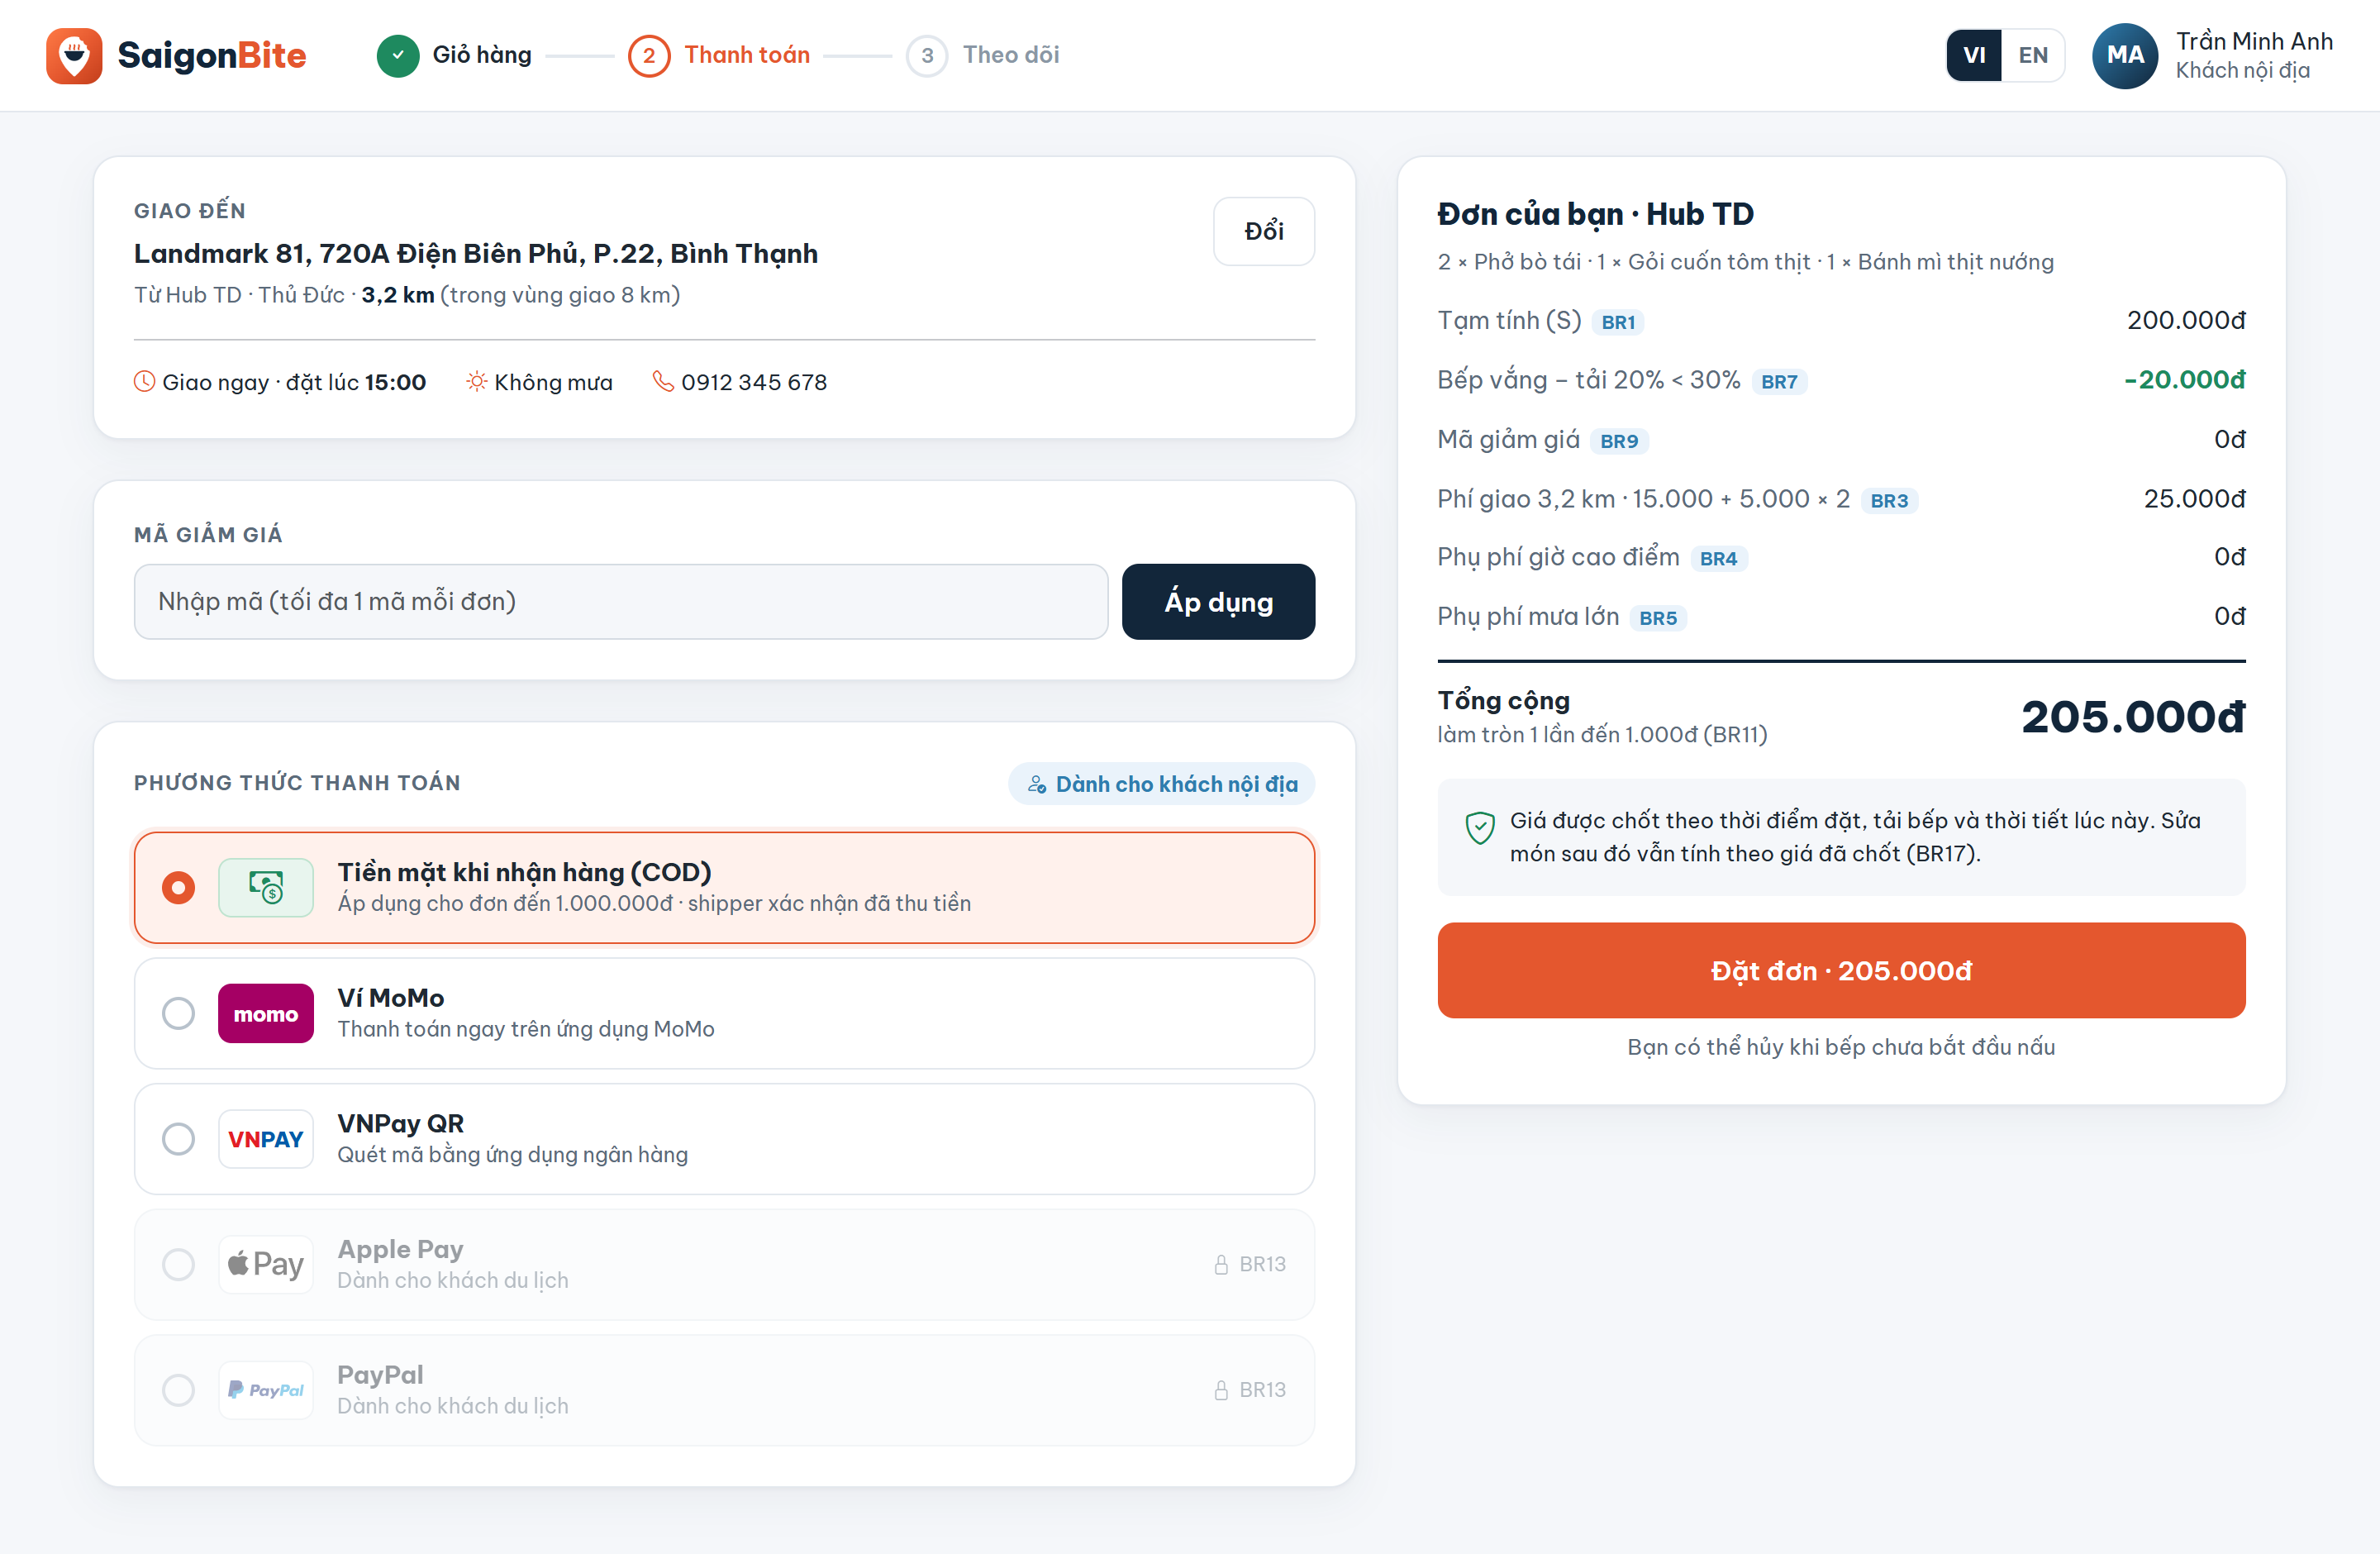 SaigonBite
Giỏ hàng
2 Thanh toán
3 Theo dõi
VI EN
MA
Trần Minh Anh
Khách nội địa
GIAO ĐẾN
Landmark 81, 720A Điện Biên Phủ, P.22, Bình Thạnh
Từ Hub TD · Thủ Đức · 3,2 km (trong vùng giao 8 km)
Đổi
Giao ngay · đặt lúc 15:00
Không mưa
0912 345 678
MÃ GIẢM GIÁ
Nhập mã (tối đa 1 mã mỗi đơn)
Áp dụng
PHƯƠNG THỨC THANH TOÁN
Dành cho khách nội địa
$
Tiền mặt khi nhận hàng (COD)
Áp dụng cho đơn đến 1.000.000đ · shipper xác nhận đã thu tiền
momo
Ví MoMo
Thanh toán ngay trên ứng dụng MoMo
VNPAY
VNPay QR
Quét mã bằng ứng dụng ngân hàng
Pay
Apple Pay
Dành cho khách du lịch
BR13
PayPal
PayPal
Dành cho khách du lịch
BR13
Đơn của bạn · Hub TD
2 × Phở bò tái · 1 × Gỏi cuốn tôm thịt · 1 × Bánh mì thịt nướng
Tạm tính (S) BR1 200.000đ
Bếp vắng – tải 20% < 30% BR7 -20.000đ
Mã giảm giá BR9 0đ
Phí giao 3,2 km · 15.000 + 5.000 × 2 BR3 25.000đ
Phụ phí giờ cao điểm BR4 0đ
Phụ phí mưa lớn BR5 0đ
Tổng cộng
làm tròn 1 lần đến 1.000đ (BR11)
205.000đ
Giá được chốt theo thời điểm đặt, tải bếp và thời tiết lúc này. Sửa
món sau đó vẫn tính theo giá đã chốt (BR17).
Đặt đơn · 205.000đ
Bạn có thể hủy khi bếp chưa bắt đầu nấu